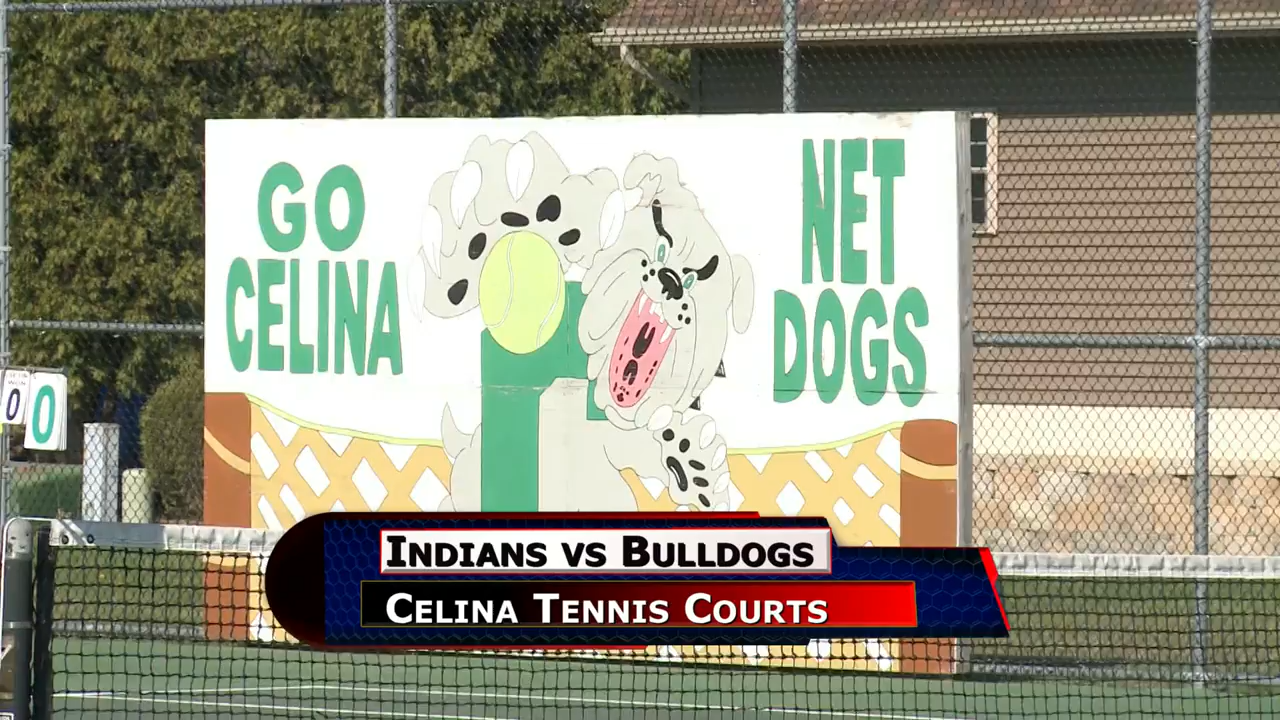 GO
CELINA
NET
DOGS
0
0
INDIANS VS BULLDOGS
CELINA TENNIS COURTS